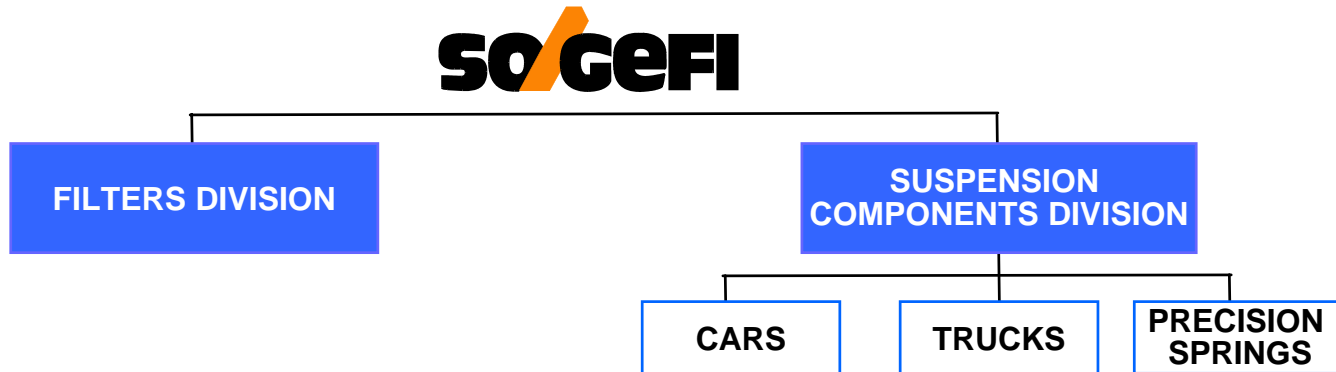 SOGEFI
FILTERS DIVISION
SUSPENSION
COMPONENTS DIVISION
CARS
TRUCKS
PRECISION
SPRINGS